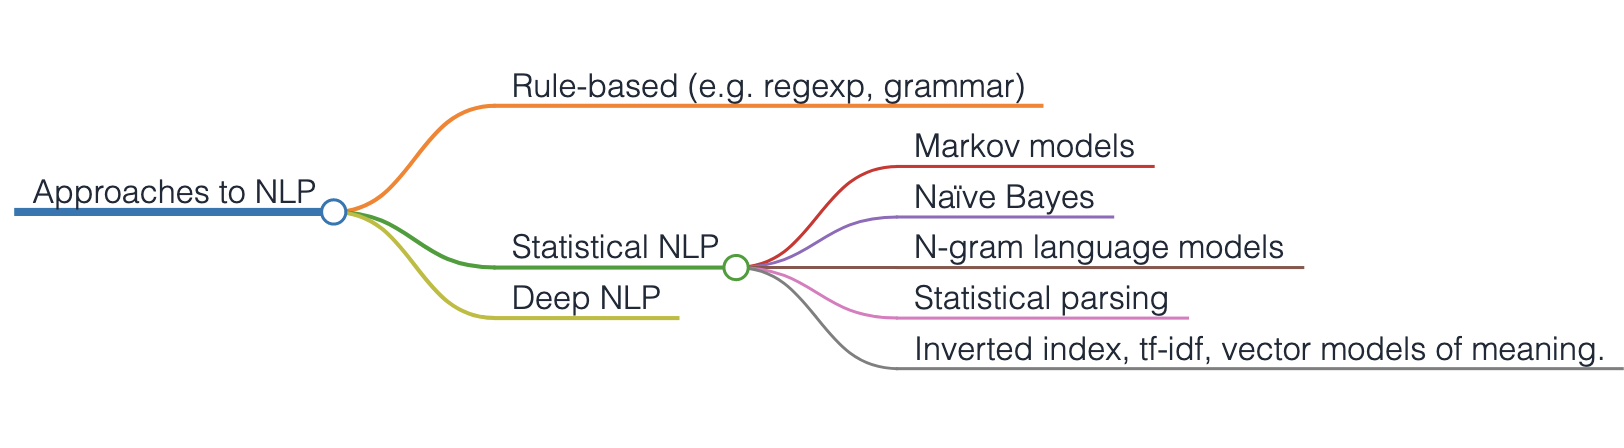 Approaches to NLP
Rule-based (e.g. regexp, grammar)
Statistical NLP
Markov models
Naïve Bayes
N-gram language models
Statistical parsing
Inverted index, tf-idf, vector models of meaning.
Deep NLP